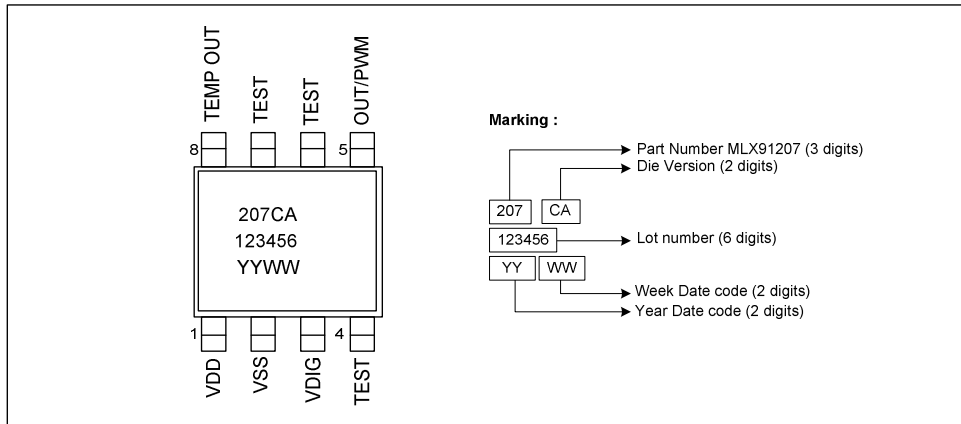 TEMP OUT
TEST
TEST
OUT/PWM
8
5
207CA
123456
YYWW
1
4
VDD
VSS
VDIG
TEST
Marking :
Part Number MLX91207 (3 digits)
Die Version (2 digits)
207
CA
123456
Lot number (6 digits)
YY
WW
Week Date code (2 digits)
Year Date code (2 digits)